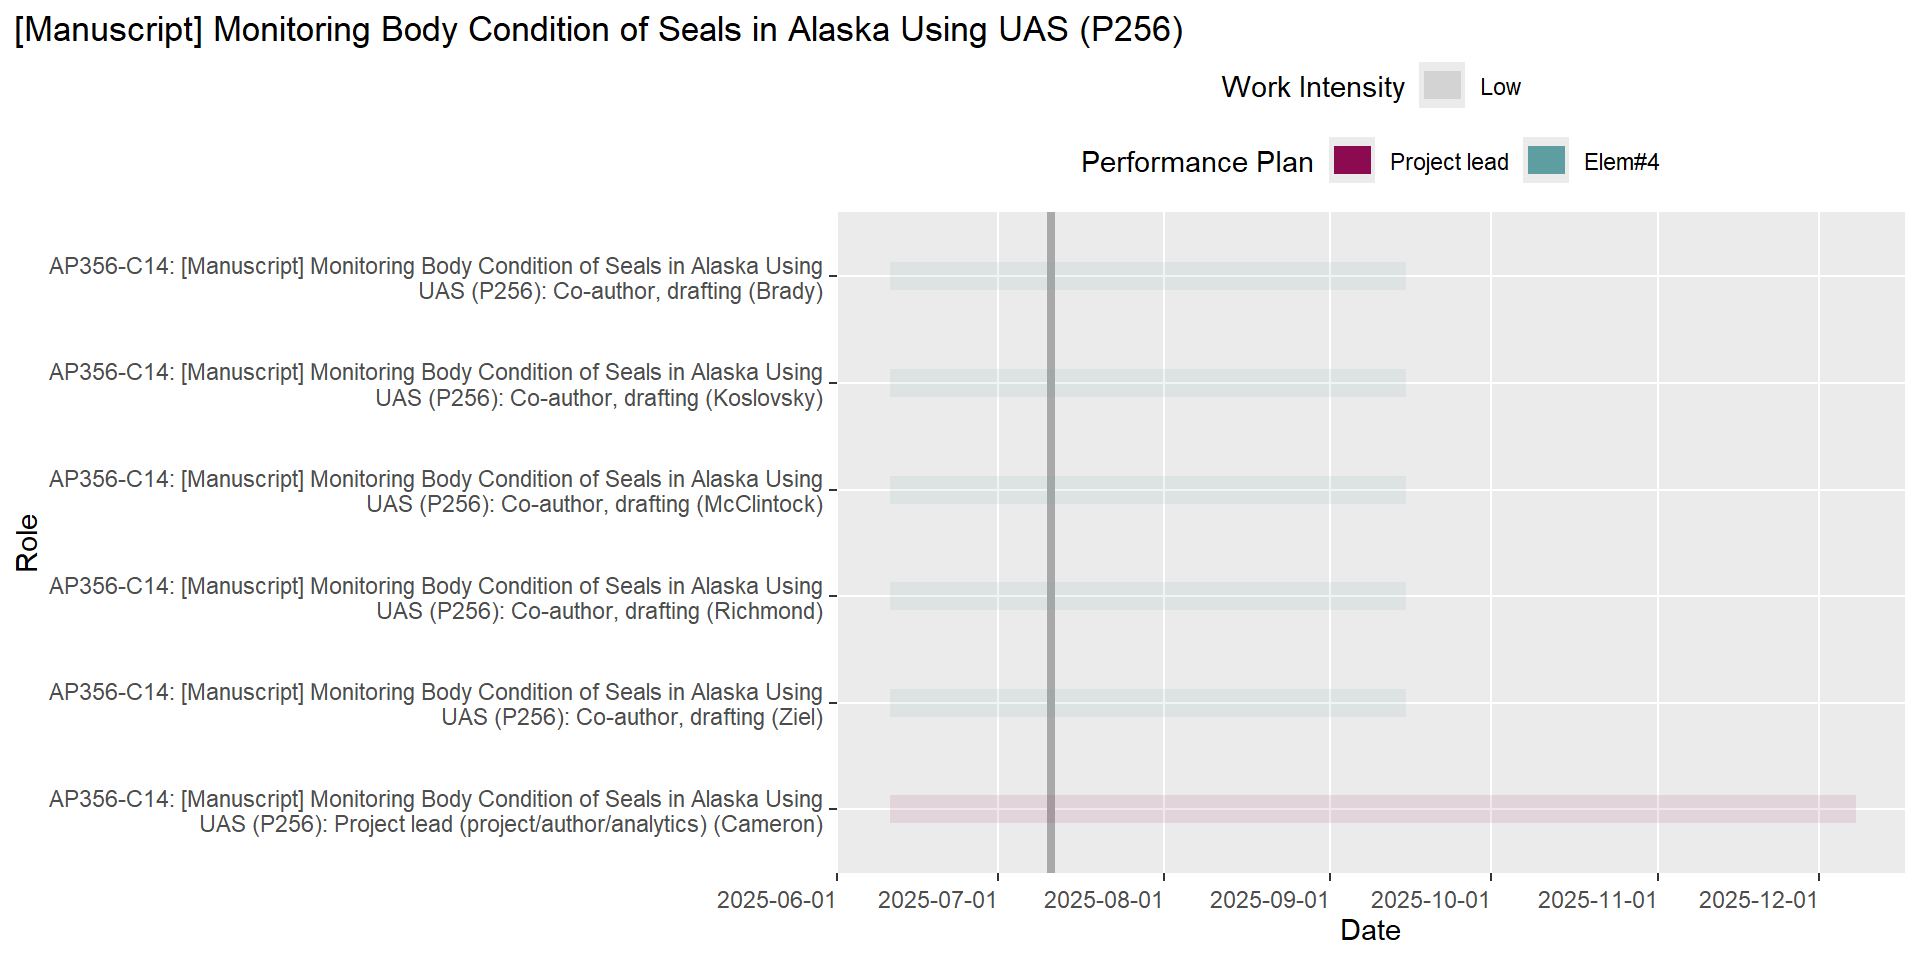 [Manuscript] Monitoring Body Condition of Seals in Alaska Using UAS (P256)
Work Intensity
Low
Performance Plan
Project lead
Elem#4
AP356-C14: [Manuscript] Monitoring Body Condition of Seals in Alaska Using
UAS (P256): Co-author, drafting (Brady)
AP356-C14: [Manuscript] Monitoring Body Condition of Seals in Alaska Using
UAS (P256): Co-author, drafting (Koslovsky)
AP356-C14: [Manuscript] Monitoring Body Condition of Seals in Alaska Using
UAS (P256): Co-author, drafting (McClintock)
AP356-C14: [Manuscript] Monitoring Body Condition of Seals in Alaska Using
UAS (P256): Co-author, drafting (Richmond)
AP356-C14: [Manuscript] Monitoring Body Condition of Seals in Alaska Using
UAS (P256): Co-author, drafting (Ziel)
AP356-C14: [Manuscript] Monitoring Body Condition of Seals in Alaska Using
UAS (P256): Project lead (project/author/analytics) (Cameron)
Role
2025-06-01
2025-07-01
2025-08-01
2025-09-01
2025-10-01
2025-11-01
2025-12-01
Date